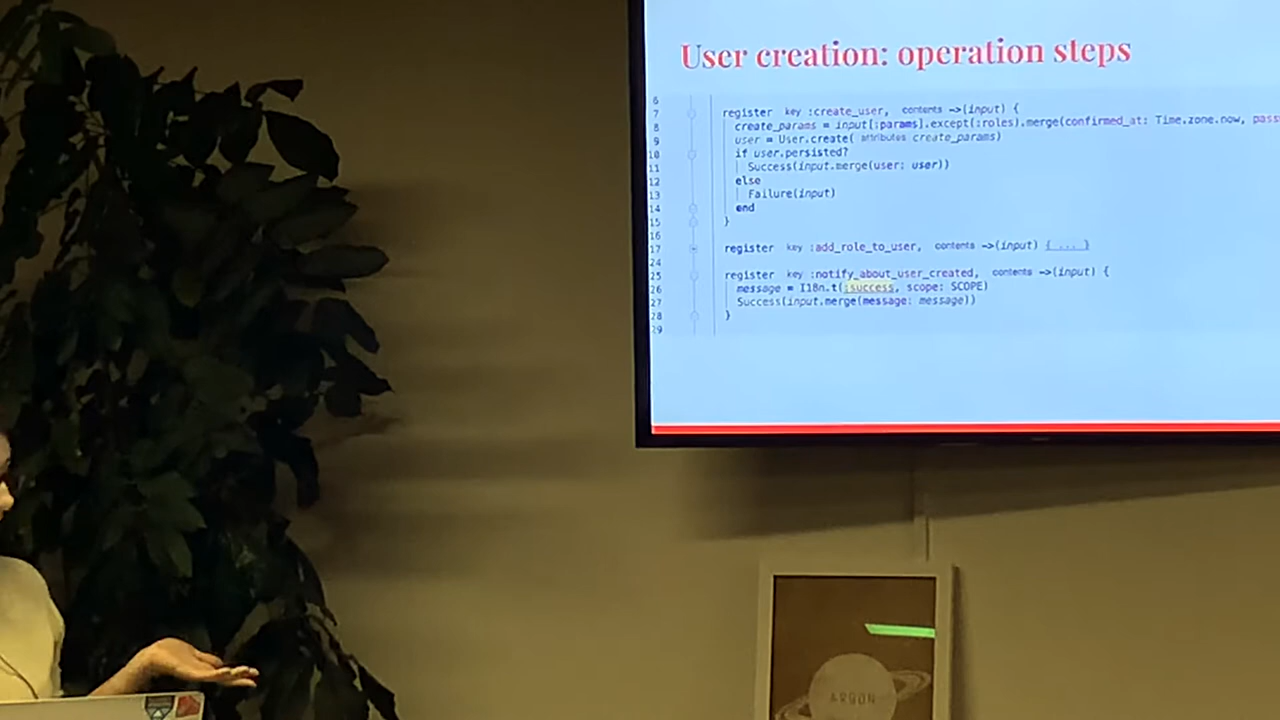 User creation: operation steps
6
7 register key :create_user, contents ->(input) {
8 create_params = input[:params].except(:roles).merge(confirmed_at: Time.zone.now, pass
9 user = User.create( attributes create_params)
10 if user.persisted?
11 Success(input.merge(user: user))
12 else
13 Failure(input)
14 end
15 }
16
17 register key :add_role_to_user, contents ->(input) { ... }
24
25 register key :notify_about_user_created, contents ->(input) {
26 message = I18n.t(:success, scope: SCOPE)
27 Success(input.merge(message: message))
28 }
29